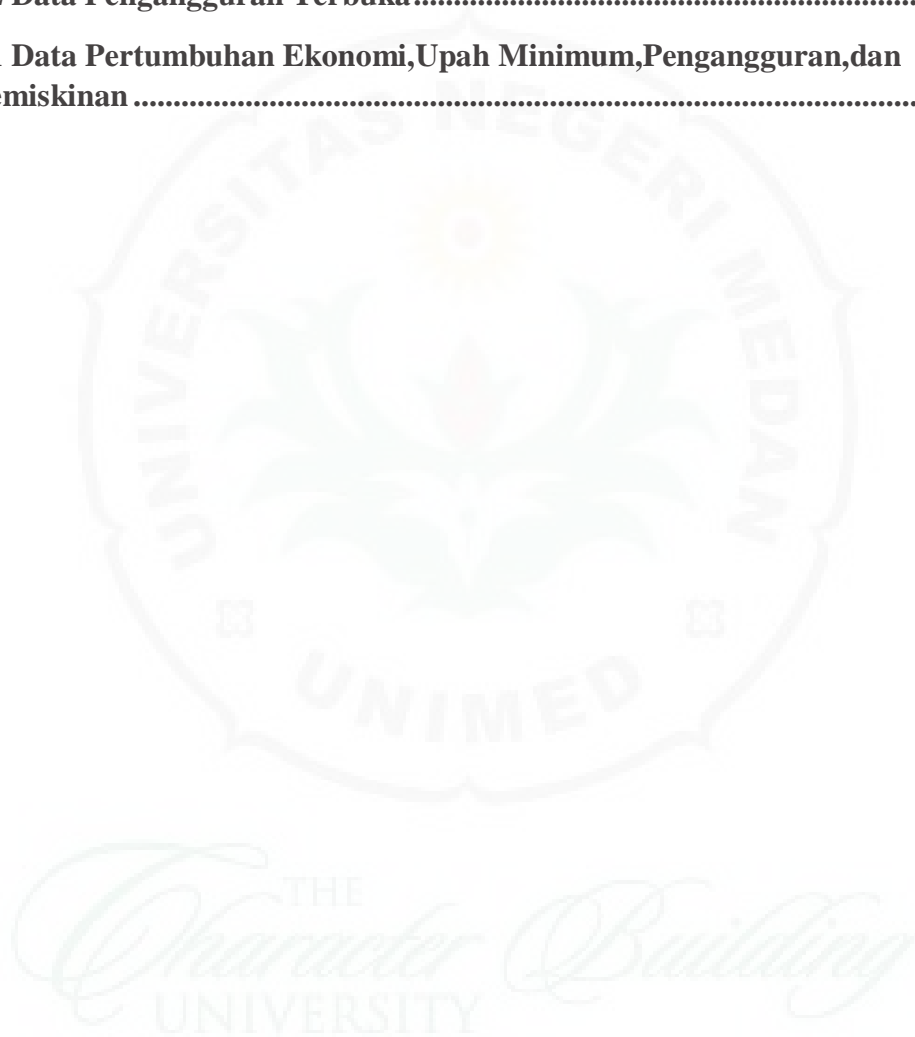 Data Pengangguran Terbuka........................................................................
Data Pertumbuhan Ekonomi,Upah Minimum,Pengangguran,dan
emiskinan ....................................................................................................
UNIVERSITAS NEGERI MEDAN
UNIMED
THE
Character Building
UNIVERSITY